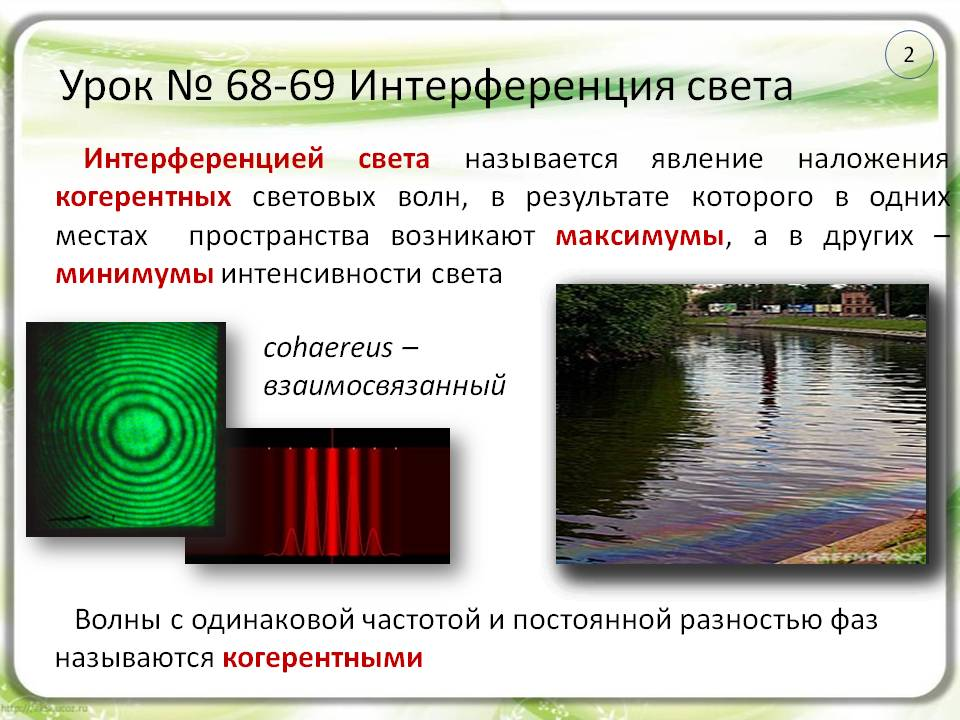 2
Урок № 68-69 Интерференция света
Интерференцией света называется явление наложения
когерентных световых волн, в результате которого в одних
местах пространства возникают максимумы, а в других –
минимумы интенсивности света
cohaereus –
взаимосвязанный
GREENPEACE
Волны с одинаковой частотой и постоянной разностью фаз
называются когерентными